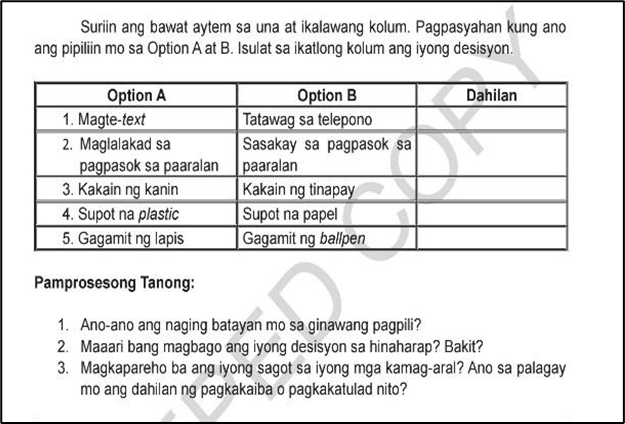 Suriin ang bawat aytem sa una at ikalawang kolum. Pagpasyahan kung ano
ang pipiliin mo sa Option A at B. Isulat sa ikatlong kolum ang iyong desisyon.
Option A Option B Dahilan
1. Magte-text Tatawag sa telepono
2. Maglalakad sa Sasakay sa pagpasok sa
pagpasok sa paaralan paaralan
3. Kakain ng kanin Kakain ng tinapay
4. Supot na plastic Supot na papel
5. Gagamit ng lapis Gagamit ng ballpen
Pamprosesong Tanong:
1. Ano-ano ang naging batayan mo sa ginawang pagpili?
2. Maaari bang magbago ang iyong desisyon sa hinaharap? Bakit?
3. Magkapareho ba ang iyong sagot sa iyong mga kamag-aral? Ano sa palagay
mo ang dahilan ng pagkakaiba o pagkakatulad nito?
COPY